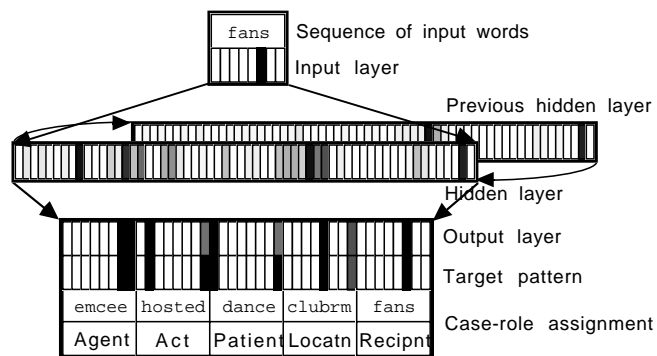 fans Sequence of input words
Input layer
Previous hidden layer
Hidden layer
Output layer
Target pattern
emcee hosted dance clubrm fans Case-role assignment
Agent Act Patient Locatn Recipnt